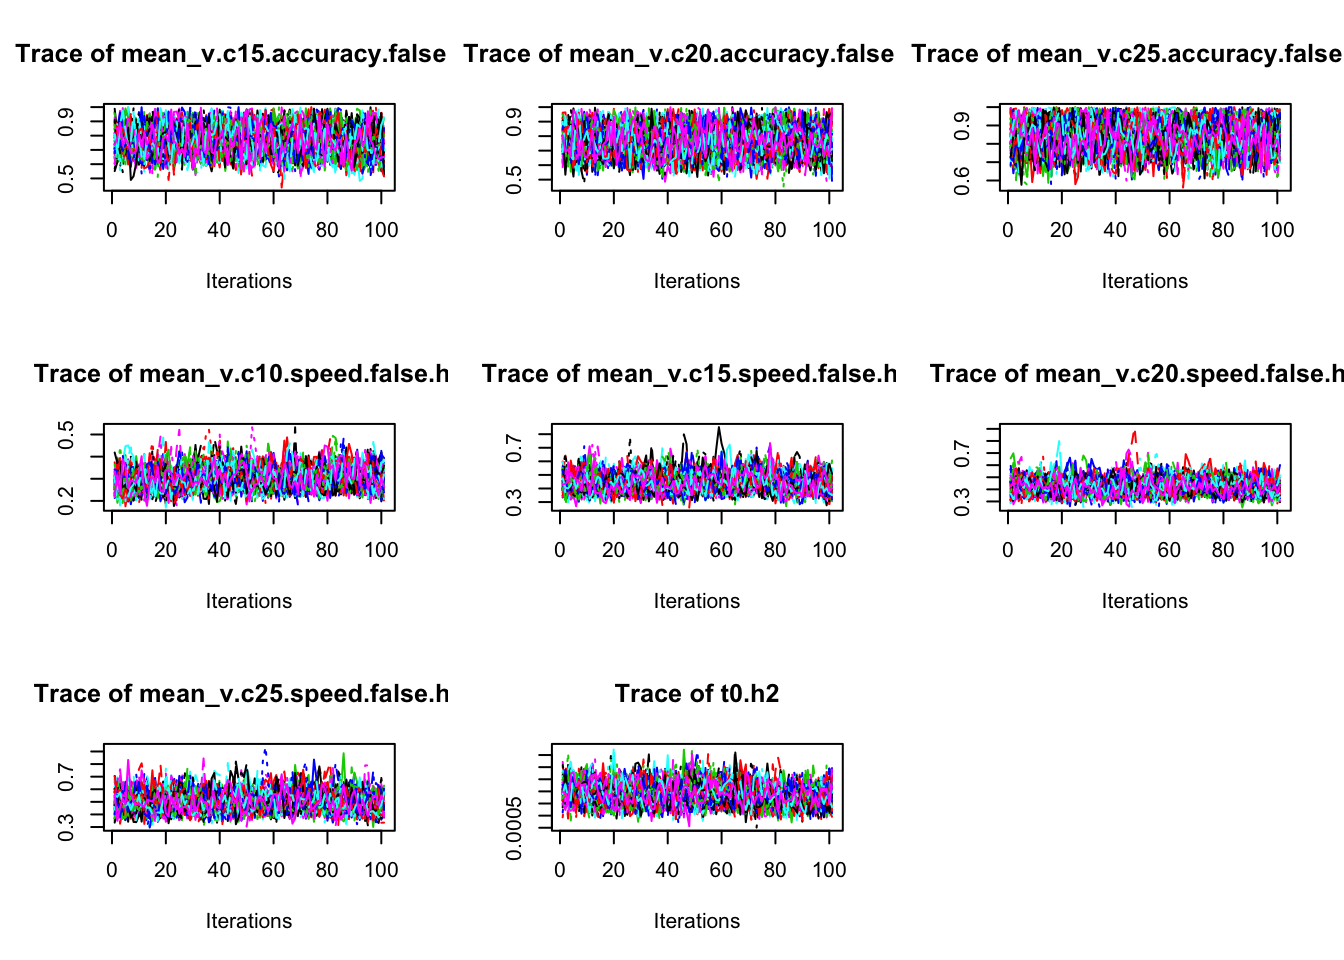 Trace of mean_v.c15.accuracy.false
Trace of mean_v.c20.accuracy.false
Trace of mean_v.c25.accuracy.false
0.9
0.5
0 20 40 60 80 100
Iterations
0.9
0.5
0 20 40 60 80 100
Iterations
0.9
0.6
0 20 40 60 80 100
Iterations
Trace of mean_v.c10.speed.false.h
Trace of mean_v.c15.speed.false.h
Trace of mean_v.c20.speed.false.h
0.5
0.2
0 20 40 60 80 100
Iterations
0.7
0.3
0 20 40 60 80 100
Iterations
0.7
0.3
0 20 40 60 80 100
Iterations
Trace of mean_v.c25.speed.false.h
Trace of t0.h2
0.7
0.3
0 20 40 60 80 100
Iterations
0.0005
0 20 40 60 80 100
Iterations